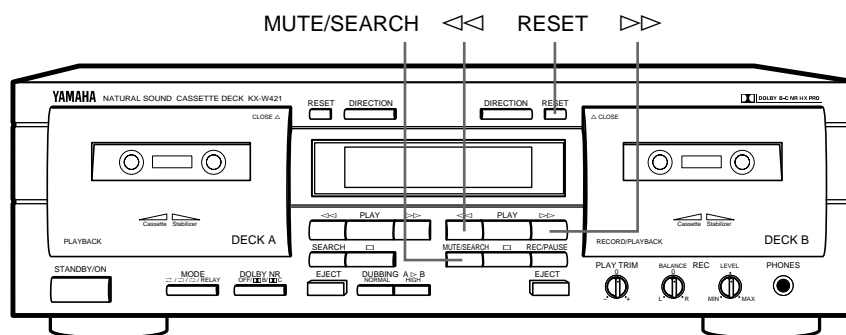 MUTE/SEARCH ◁◁ RESET ▷▷
YAMAHA NATURAL SOUND CASSETTE DECK KX-W421
RESET DIRECTION DIRECTION RESET
DOLBY B-C NR HX PRO
CLOSE △
△ CLOSE
Cassette Stabilizer
Cassette Stabilizer
PLAYBACK DECK A
RECORD/PLAYBACK DECK B
◁◁ PLAY ▷▷
◁◁ PLAY ▷▷
SEARCH □
MUTE/SEARCH □ REC/PAUSE
STANDBY/ON
MODE
⇄ / ⊃ / ⊂⊃ / RELAY
DOLBY NR
OFF/B/C
EJECT
DUBBING A ▷ B
NORMAL HIGH
EJECT
PLAY TRIM
0
− +
BALANCE REC LEVEL
0
L R
MIN MAX
PHONES